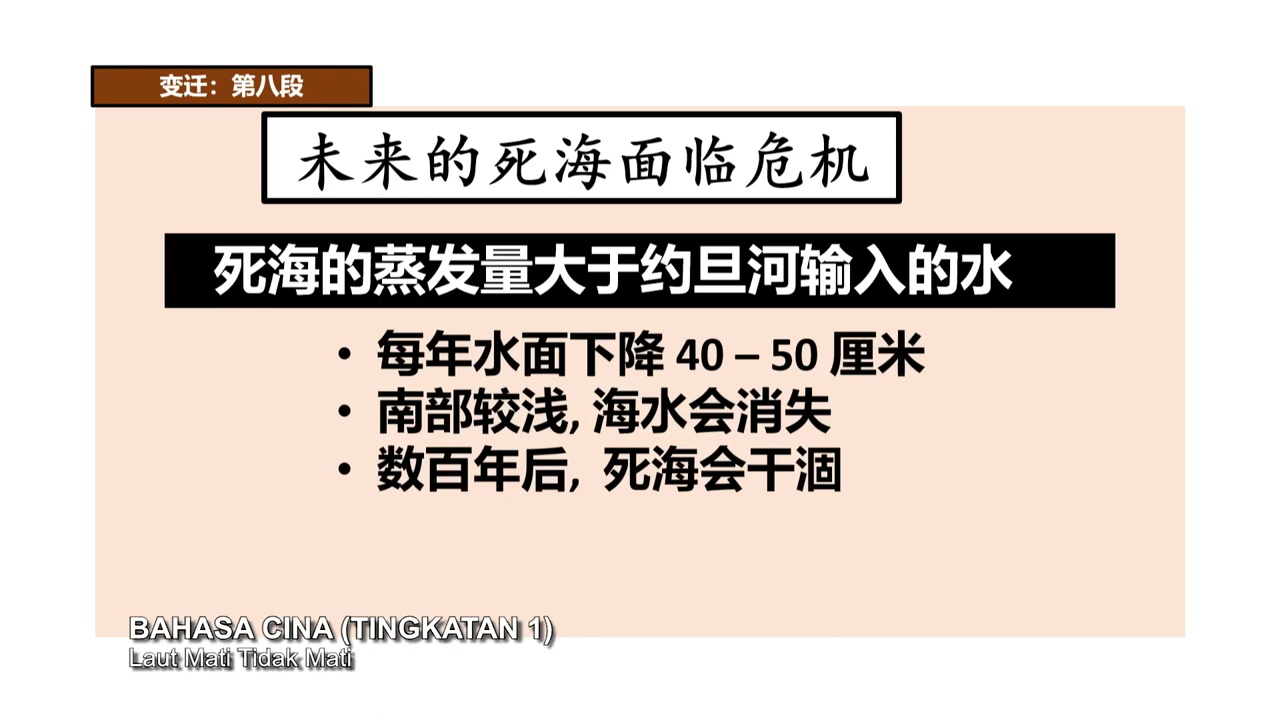 变迁：第八段
未来的死海面临危机
死海的蒸发量大于约旦河输入的水
• 每年水面下降 40 – 50 厘米
• 南部较浅, 海水会消失
• 数百年后, 死海会干涸
BAHASA CINA (TINGKATAN 1)
Laut Mati Tidak Mati